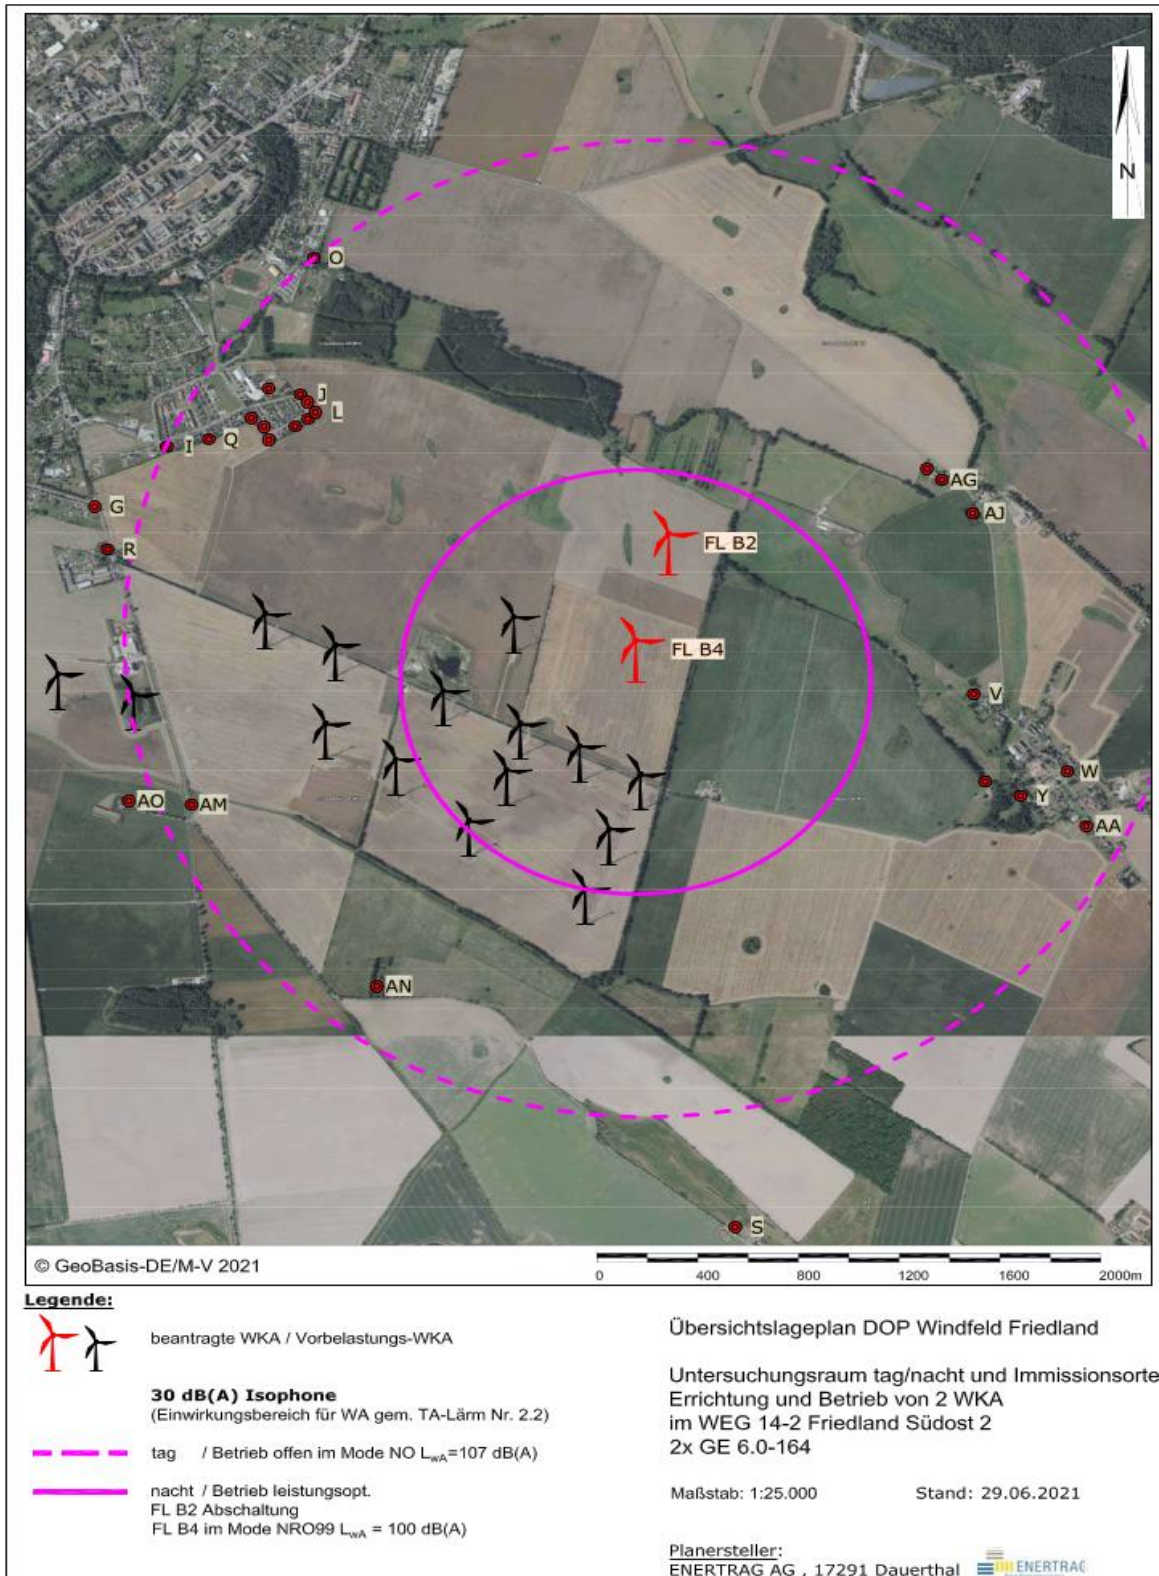 N
O
J
L
I
Q
G
R
AG
AJ
FL B2
FL B4
V
W
Y
AA
AO
AM
AN
S
© GeoBasis-DE/M-V 2021
0 400 800 1200 1600 2000m
Legende:
beantragte WKA / Vorbelastungs-WKA
30 dB(A) Isophone
(Einwirkungsbereich für WA gem. TA-Lärm Nr. 2.2)
tag / Betrieb offen im Mode NO LwA=107 dB(A)
nacht / Betrieb leistungsopt.
FL B2 Abschaltung
FL B4 im Mode NRO99 LwA = 100 dB(A)
Übersichtslageplan DOP Windfeld Friedland
Untersuchungsraum tag/nacht und Immissionsorte
Errichtung und Betrieb von 2 WKA
im WEG 14-2 Friedland Südost 2
2x GE 6.0-164
Maßstab: 1:25.000 Stand: 29.06.2021
Planersteller:
ENERTRAG AG , 17291 Dauerthal ENERTRAG